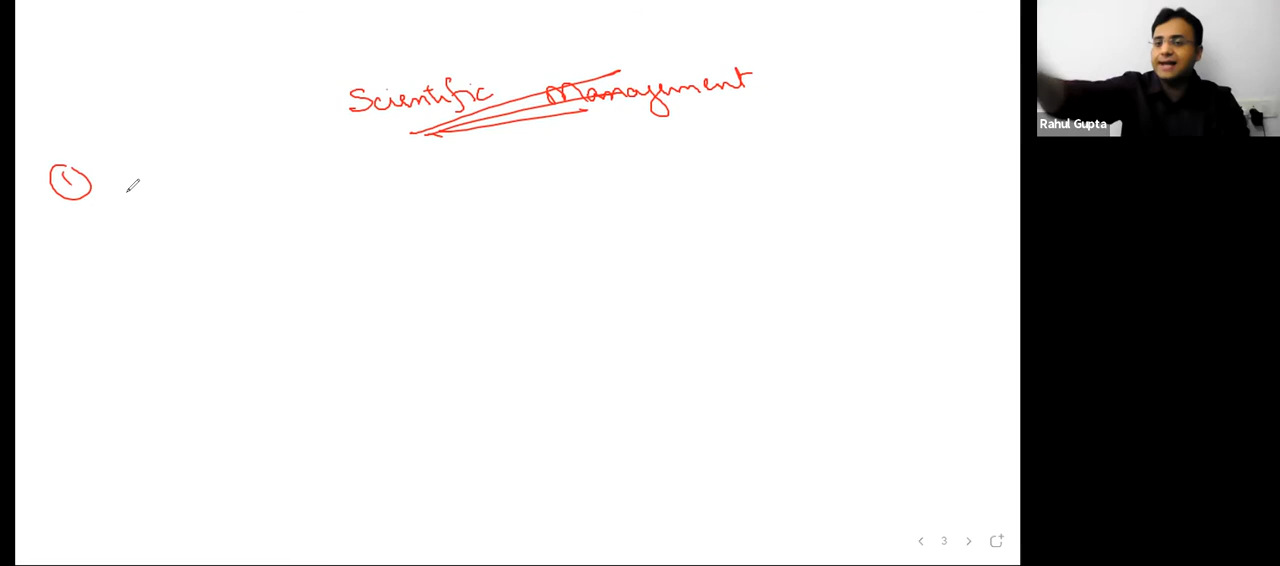 Scientific Management
①
Rahul Gupta
3